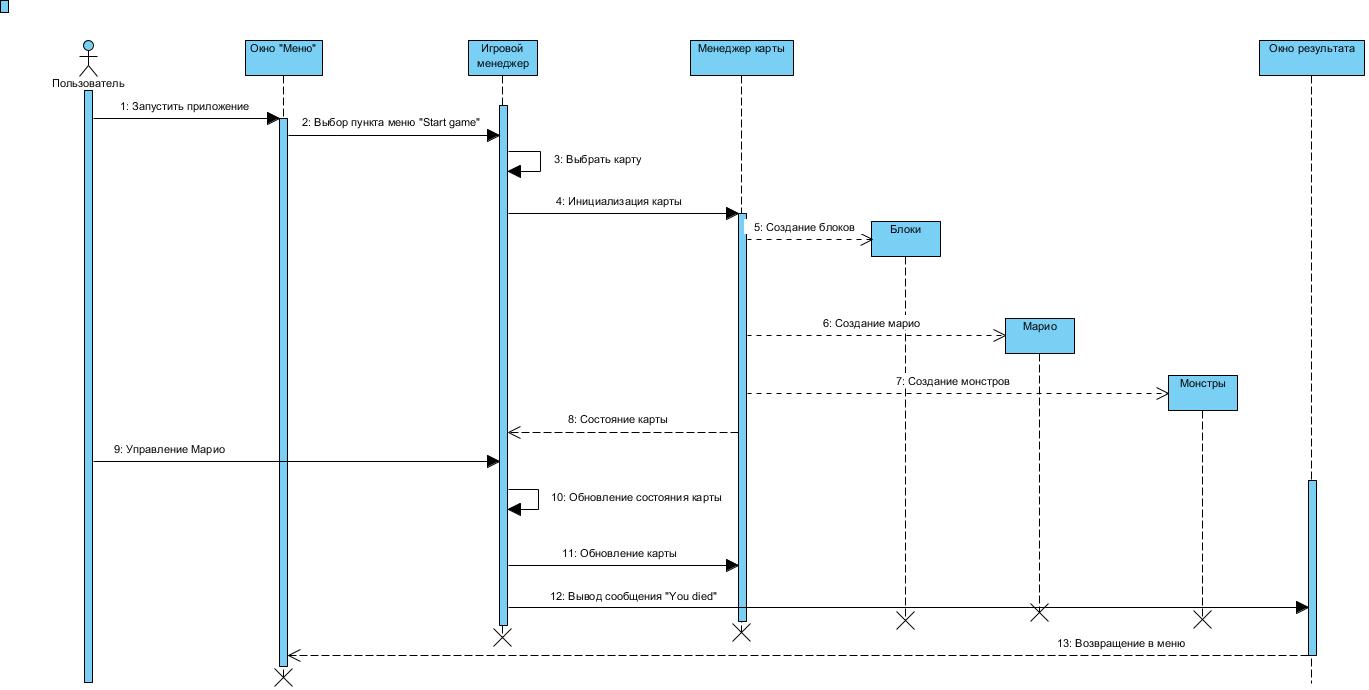 Пользователь
Окно "Меню"
Игровой
менеджер
Менеджер карты
Окно результата
1: Запустить приложение
2: Выбор пункта меню "Start game"
3: Выбрать карту
4: Инициализация карты
5: Создание блоков
Блоки
6: Создание марио
Марио
7: Создание монстров
Монстры
8: Состояние карты
9: Управление Марио
10: Обновление состояния карты
11: Обновление карты
12: Вывод сообщения "You died"
13: Возвращение в меню